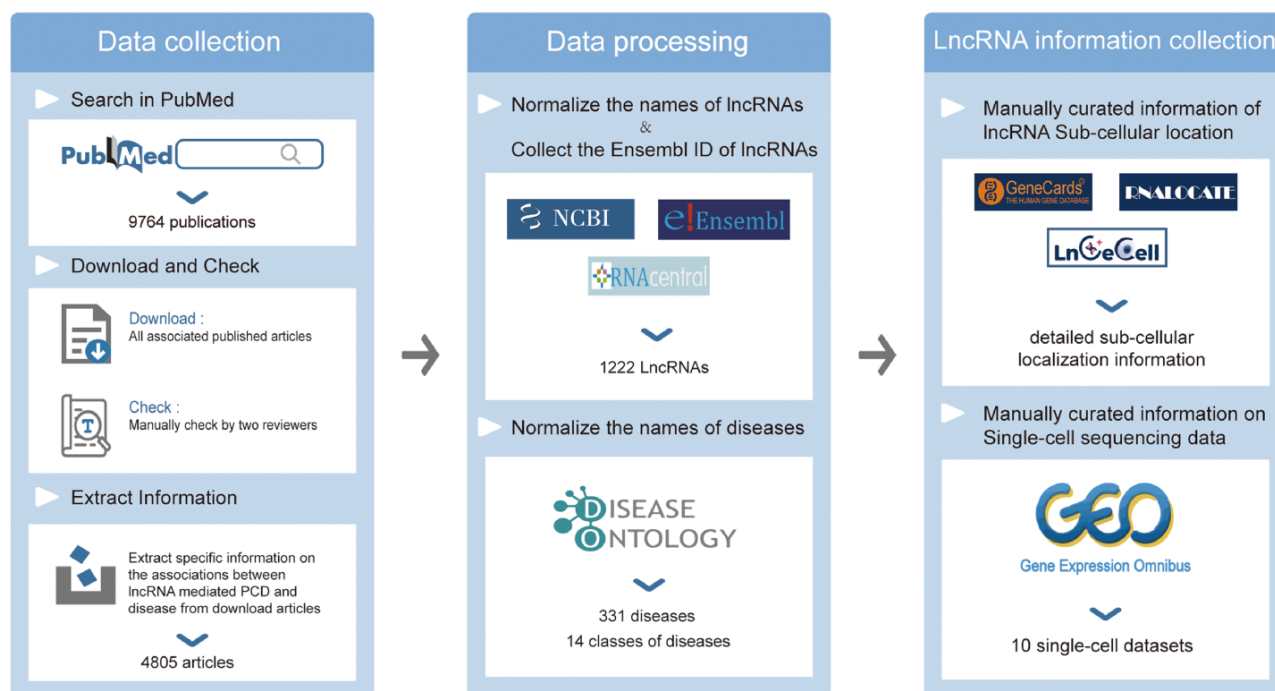 Data collection
Search in PubMed
PubMed
9764 publications
Download and Check
Download :
All associated published articles
Check :
T
Manually check by two reviewers
Extract Information
Extract specific information on
the associations between
lncRNA mediated PCD and
disease from download articles
4805 articles
Data processing
Normalize the names of lncRNAs
&
Collect the Ensembl ID of lncRNAs
NCBI
e!Ensembl
RNAcentral
1222 LncRNAs
Normalize the names of diseases
DISEASE
ONTOLOGY
331 diseases
14 classes of diseases
LncRNA information collection
Manually curated information of
lncRNA Sub-cellular location
GeneCards
THE HUMAN GENE DATABASE
RNALOCATE
LnCeCell
detailed sub-cellular
localization information
Manually curated information on
Single-cell sequencing data
GEO
Gene Expression Omnibus
10 single-cell datasets